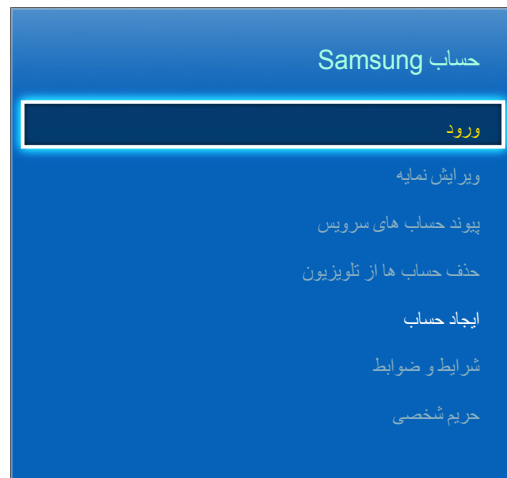 حساب Samsung
ورود
ویرایش نمایه
پیوند حساب های سرویس
حذف حساب ها از تلویزیون
ایجاد حساب
شرایط و ضوابط
حریم شخصی